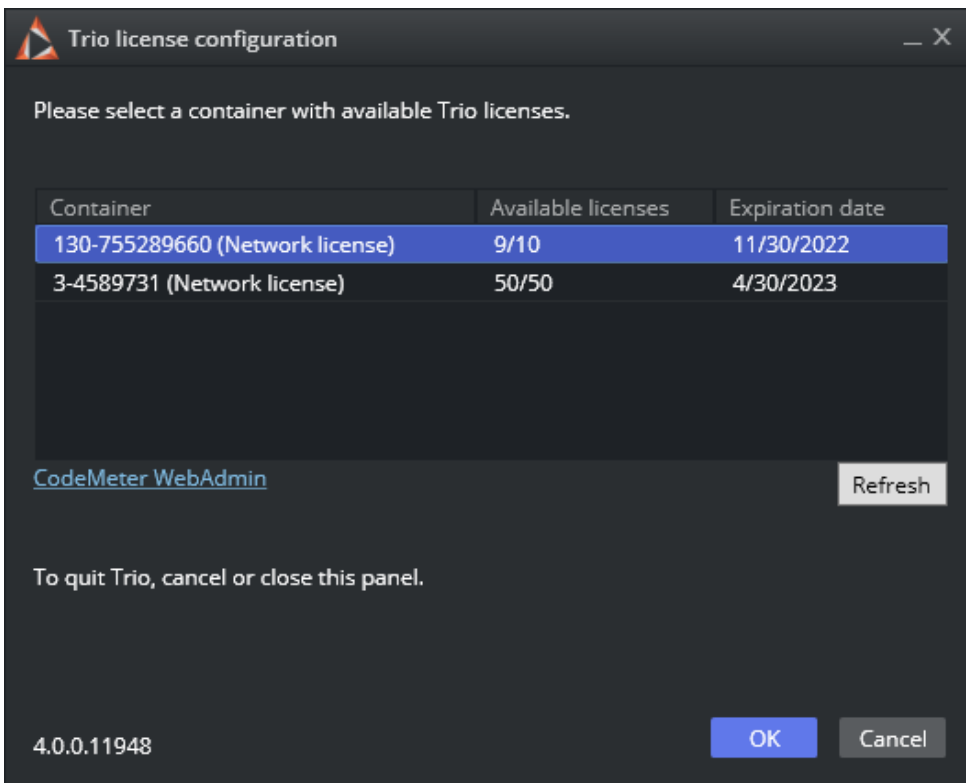 Trio license configuration
Please select a container with available Trio licenses.
Container Available licenses Expiration date
130-755289660 (Network license) 9/10 11/30/2022
3-4589731 (Network license) 50/50 4/30/2023
CodeMeter WebAdmin
Refresh
To quit Trio, cancel or close this panel.
4.0.0.11948
OK Cancel